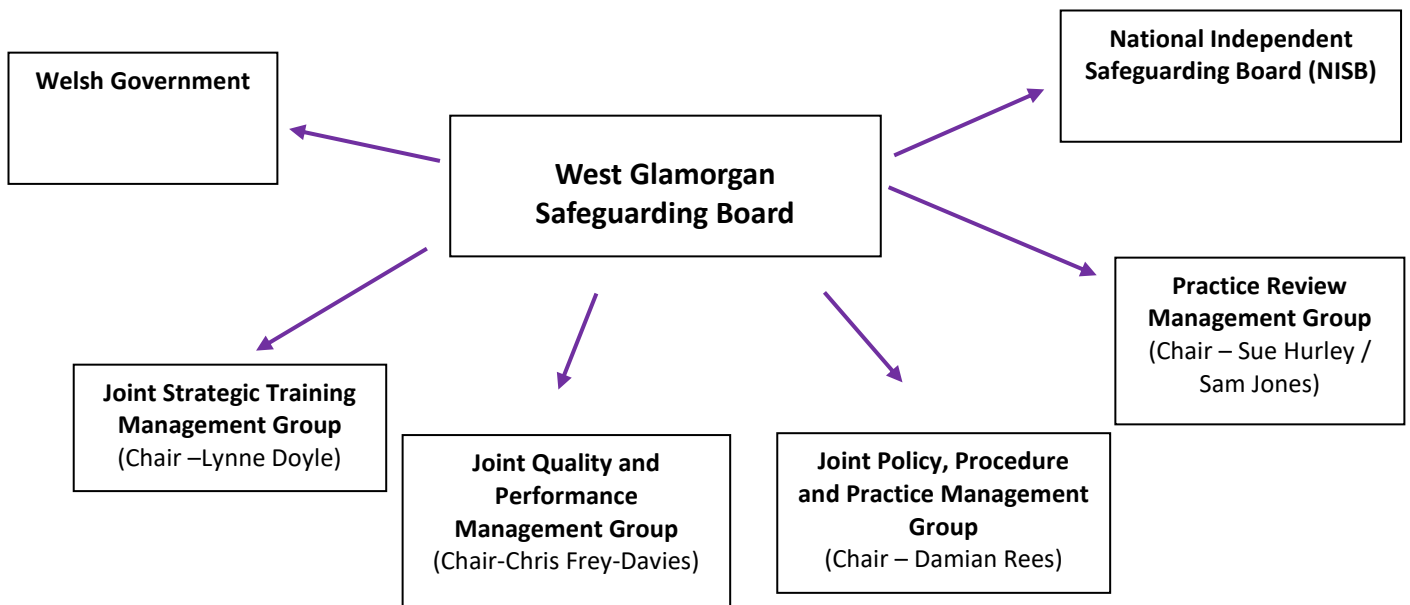 Welsh Government
National Independent
Safeguarding Board (NISB)
West Glamorgan
Safeguarding Board
Practice Review
Management Group
(Chair – Sue Hurley /
Sam Jones)
Joint Strategic Training
Management Group
(Chair –Lynne Doyle)
Joint Quality and
Performance
Management Group
(Chair-Chris Frey-Davies)
Joint Policy, Procedure
and Practice Management
Group
(Chair – Damian Rees)